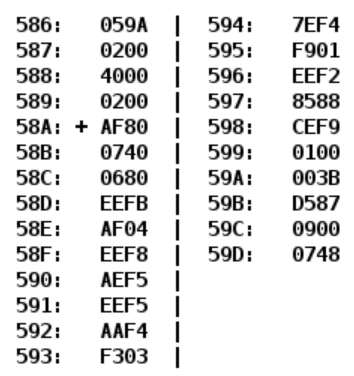 586: 059A | 594: 7EF4
587: 0200 | 595: F901
588: 4000 | 596: EEF2
589: 0200 | 597: 8588
58A: + AF80 | 598: CEF9
58B: 0740 | 599: 0100
58C: 0680 | 59A: 003B
58D: EEFB | 59B: D587
58E: AF04 | 59C: 0900
58F: EEF8 | 59D: 0748
590: AEF5 |
591: EEF5 |
592: AAF4 |
593: F303 |